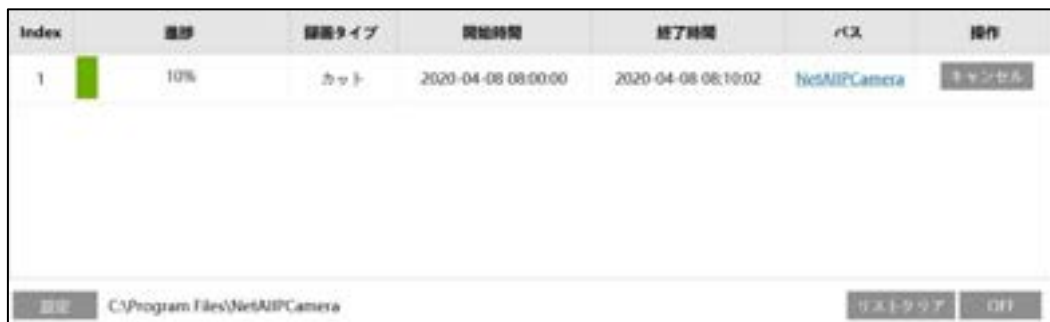 Index 進捗 録画タイプ 開始時間 終了時間 パス 操作
1 10% カット 2020-04-08 08:00:00 2020-04-08 08:10:02 NetAIIPCamera キャンセル
設定 C:\Program Files\NetAIIPCamera リストクリア OFF